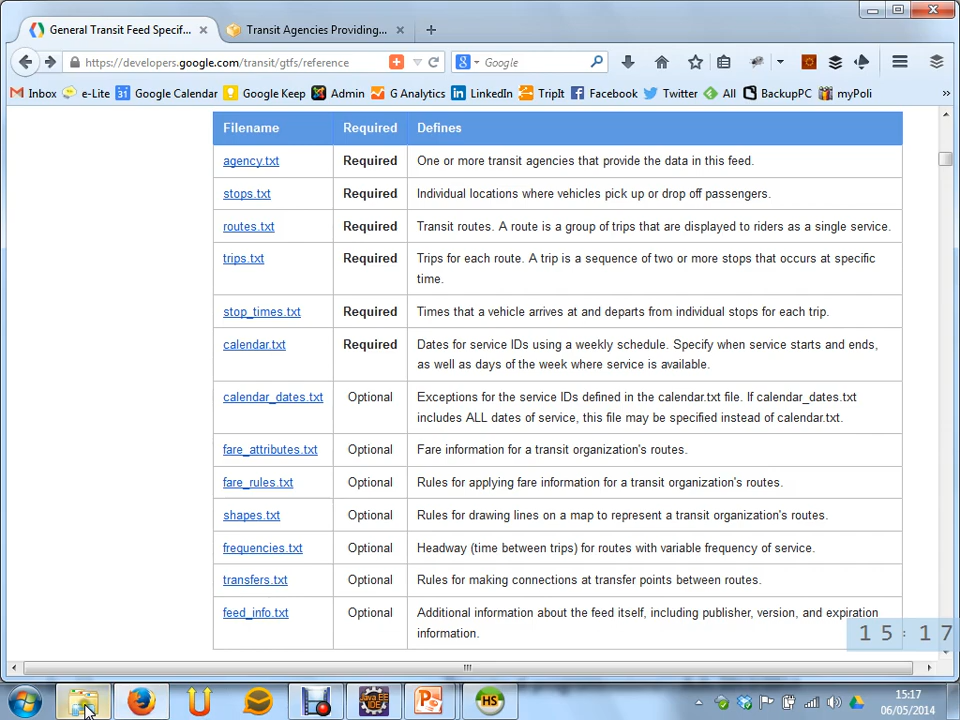 General Transit Feed Specif...
Transit Agencies Providing...
https://developers.google.com/transit/gtfs/reference
Google
Inbox
e-Lite
Google Calendar
Google Keep
Admin
G Analytics
LinkedIn
TripIt
Facebook
Twitter
All
BackupPC
myPoli
Filename Required Defines
agency.txt Required One or more transit agencies that provide the data in this feed.
stops.txt Required Individual locations where vehicles pick up or drop off passengers.
routes.txt Required Transit routes. A route is a group of trips that are displayed to riders as a single service.
trips.txt Required Trips for each route. A trip is a sequence of two or more stops that occurs at specific
time.
stop_times.txt Required Times that a vehicle arrives at and departs from individual stops for each trip.
calendar.txt Required Dates for service IDs using a weekly schedule. Specify when service starts and ends,
as well as days of the week where service is available.
calendar_dates.txt Optional Exceptions for the service IDs defined in the calendar.txt file. If calendar_dates.txt
includes ALL dates of service, this file may be specified instead of calendar.txt.
fare_attributes.txt Optional Fare information for a transit organization's routes.
fare_rules.txt Optional Rules for applying fare information for a transit organization's routes.
shapes.txt Optional Rules for drawing lines on a map to represent a transit organization's routes.
frequencies.txt Optional Headway (time between trips) for routes with variable frequency of service.
transfers.txt Optional Rules for making connections at transfer points between routes.
feed_info.txt Optional Additional information about the feed itself, including publisher, version, and expiration
information.
15:17
Java EE
IDE
HS
15:17
06/05/2014